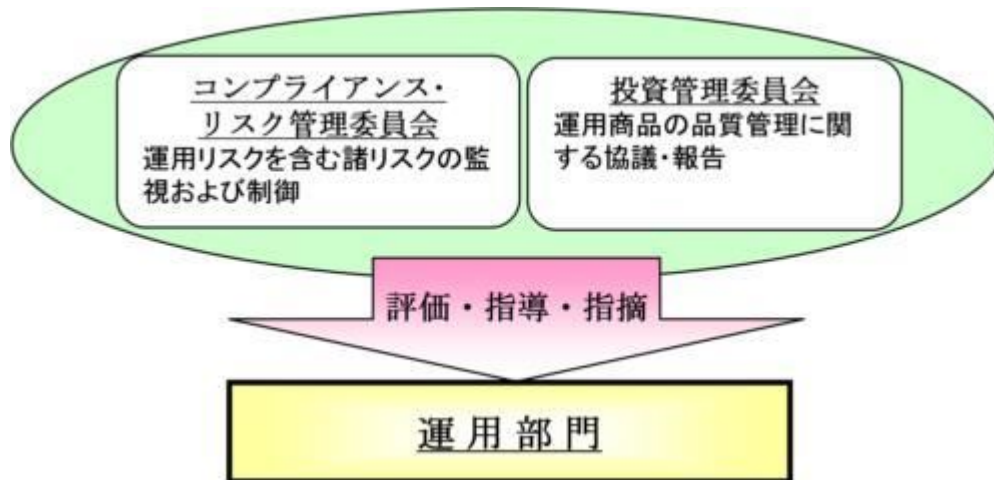 コンプライアンス・
リスク管理委員会
運用リスクを含む諸リスクの監
視および制御
投資管理委員会
運用商品の品質管理に関
する協議・報告
評価・指導・指摘
運用部門